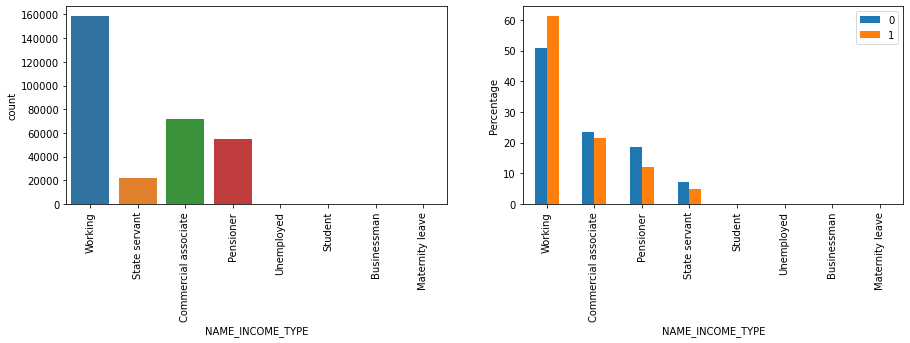 160000
140000
120000
100000
80000
60000
40000
20000
0
count
Working
State servant
Commercial associate
Pensioner
Unemployed
Student
Businessman
Maternity leave
NAME_INCOME_TYPE
60
50
40
30
20
10
0
Percentage
0
1
Working
Commercial associate
Pensioner
State servant
Student
Unemployed
Businessman
Maternity leave
NAME_INCOME_TYPE